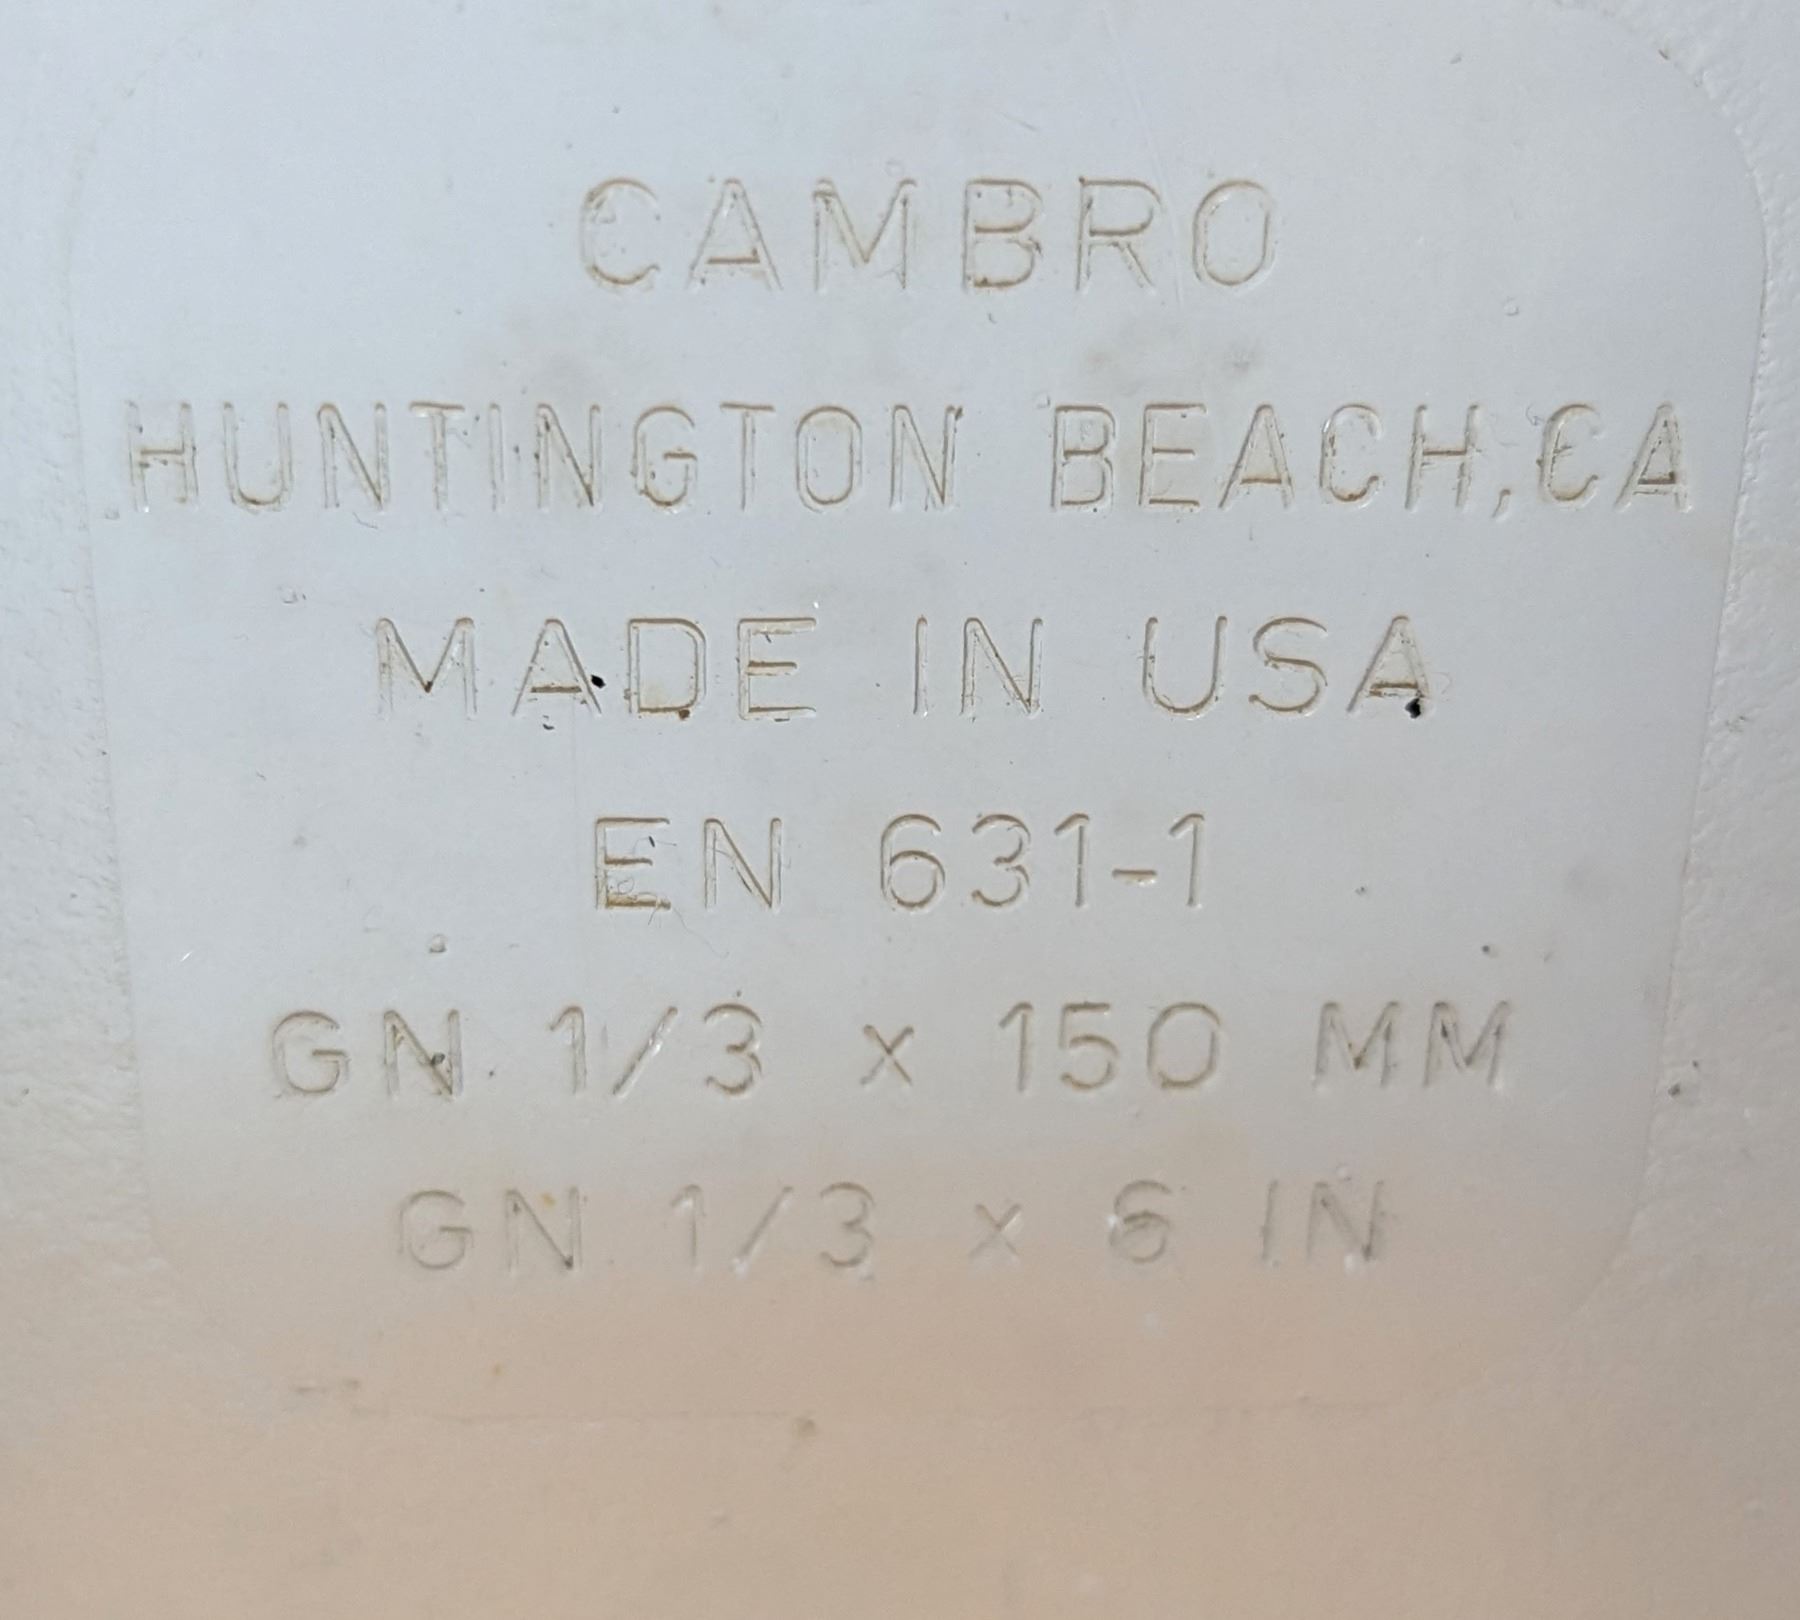 CAMBRO
HUNTINGTON BEACH, CA
MADE IN USA
EN 631-1
GN 1/3 x 150 MM
GN 1/3 x 6 IN